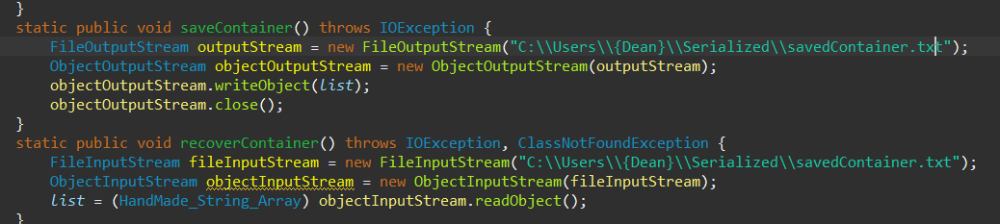 }
static public void saveContainer() throws IOException {
FileOutputStream outputStream = new FileOutputStream("C:\\Users\\{Dean}\\Serialized\\savedContainer.txt");
ObjectOutputStream objectOutputStream = new ObjectOutputStream(outputStream);
objectOutputStream.writeObject(list);
objectOutputStream.close();
}
static public void recoverContainer() throws IOException, ClassNotFoundException {
FileInputStream fileInputStream = new FileInputStream("C:\\Users\\{Dean}\\Serialized\\savedContainer.txt");
ObjectInputStream objectInputStream = new ObjectInputStream(fileInputStream);
list = (HandMade_String_Array) objectInputStream.readObject();
}